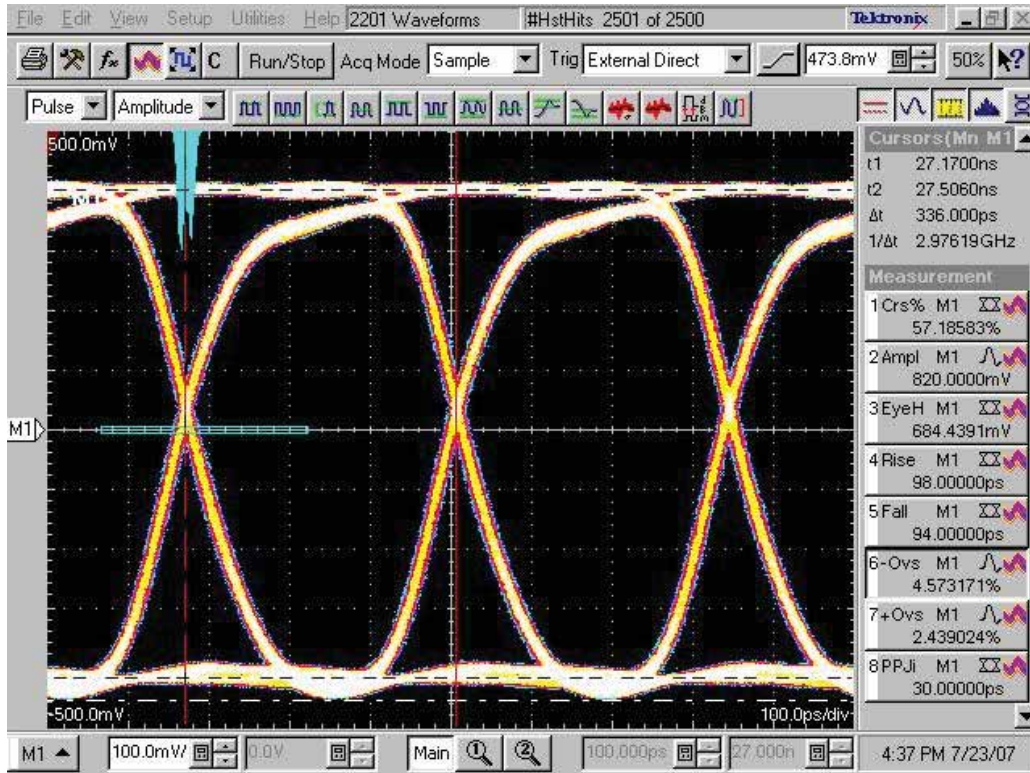 File Edit View Setup Utilities Help 2201 Waveforms #HstHits 2501 of 2500 Tektronix
C Run/Stop Acq Mode Sample Trig External Direct 473.8mV 50%
Pulse Amplitude
500.0mV
Cursors(Mn M1
t1 27.1700ns
t2 27.5060ns
Δt 336.000ps
1/Δt 2.97619GHz
Measurement
1 Crs% M1
57.18583%
2 Ampl M1
820.0000mV
3 EyeH M1
684.4391mV
M1
4 Rise M1
98.00000ps
5 Fall M1
94.00000ps
6 -Ovs M1
4.573171%
7 +Ovs M1
2.439024%
8 PPJi M1
30.00000ps
-500.0mV 100.0ps/div
M1 100.0mV/ 0.0V Main 1 2 100.000ps 27.000n 4:37 PM 7/23/07